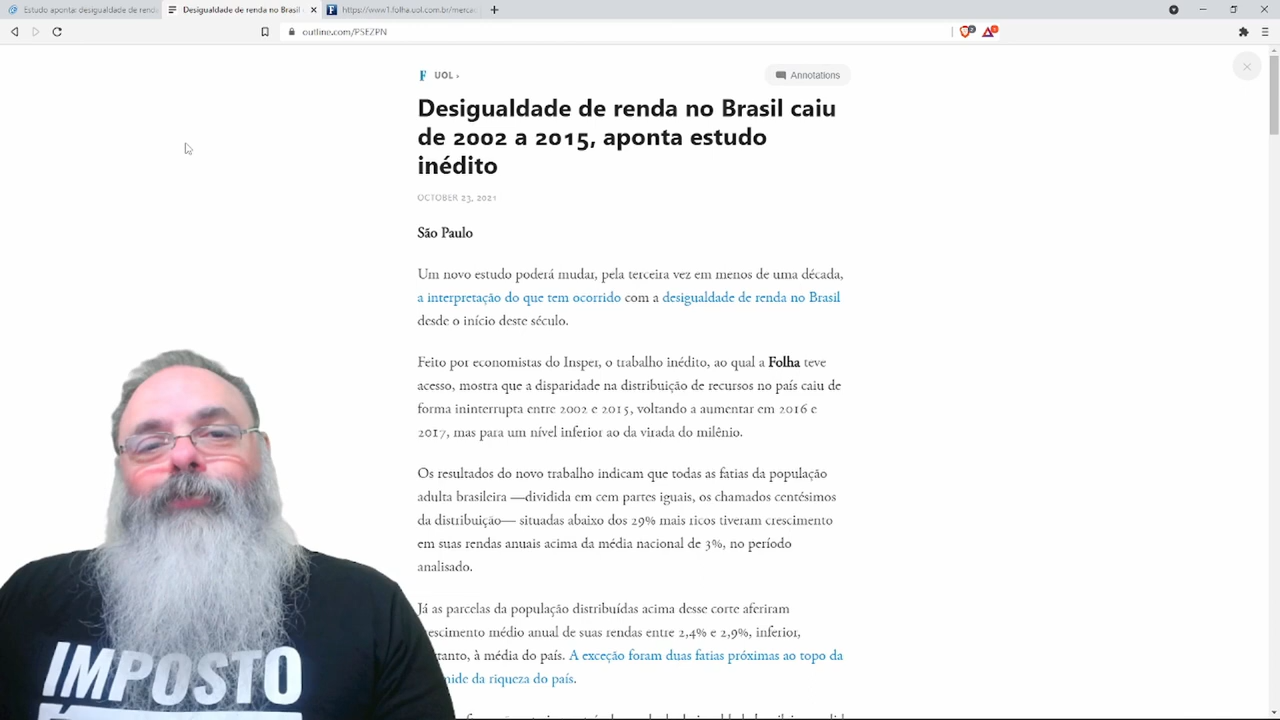 Estudo aponta: desigualdade de rend
Desigualdade de renda no Brasil
https://www1.folha.uol.com.br/merca
outline.com/PSEZPN
UOL ›
Annotations
Desigualdade de renda no Brasil caiu
de 2002 a 2015, aponta estudo
inédito
OCTOBER 23, 2021
São Paulo
Um novo estudo poderá mudar, pela terceira vez em menos de uma década,
a interpretação do que tem ocorrido com a desigualdade de renda no Brasil
desde o início deste século.
Feito por economistas do Insper, o trabalho inédito, ao qual a Folha teve
acesso, mostra que a disparidade na distribuição de recursos no país caiu de
forma ininterrupta entre 2002 e 2015, voltando a aumentar em 2016 e
2017, mas para um nível inferior ao da virada do milênio.
Os resultados do novo trabalho indicam que todas as fatias da população
adulta brasileira —dividida em cem partes iguais, os chamados centésimos
da distribuição— situadas abaixo dos 29% mais ricos tiveram crescimento
em suas rendas anuais acima da média nacional de 3%, no período
analisado.
Já as parcelas da população distribuídas acima desse corte aferiram
escimento médio anual de suas rendas entre 2,4% e 2,9%, inferior,
tanto, à média do país. A exceção foram duas fatias próximas ao topo da
mide da riqueza do país.
IMPOSTO